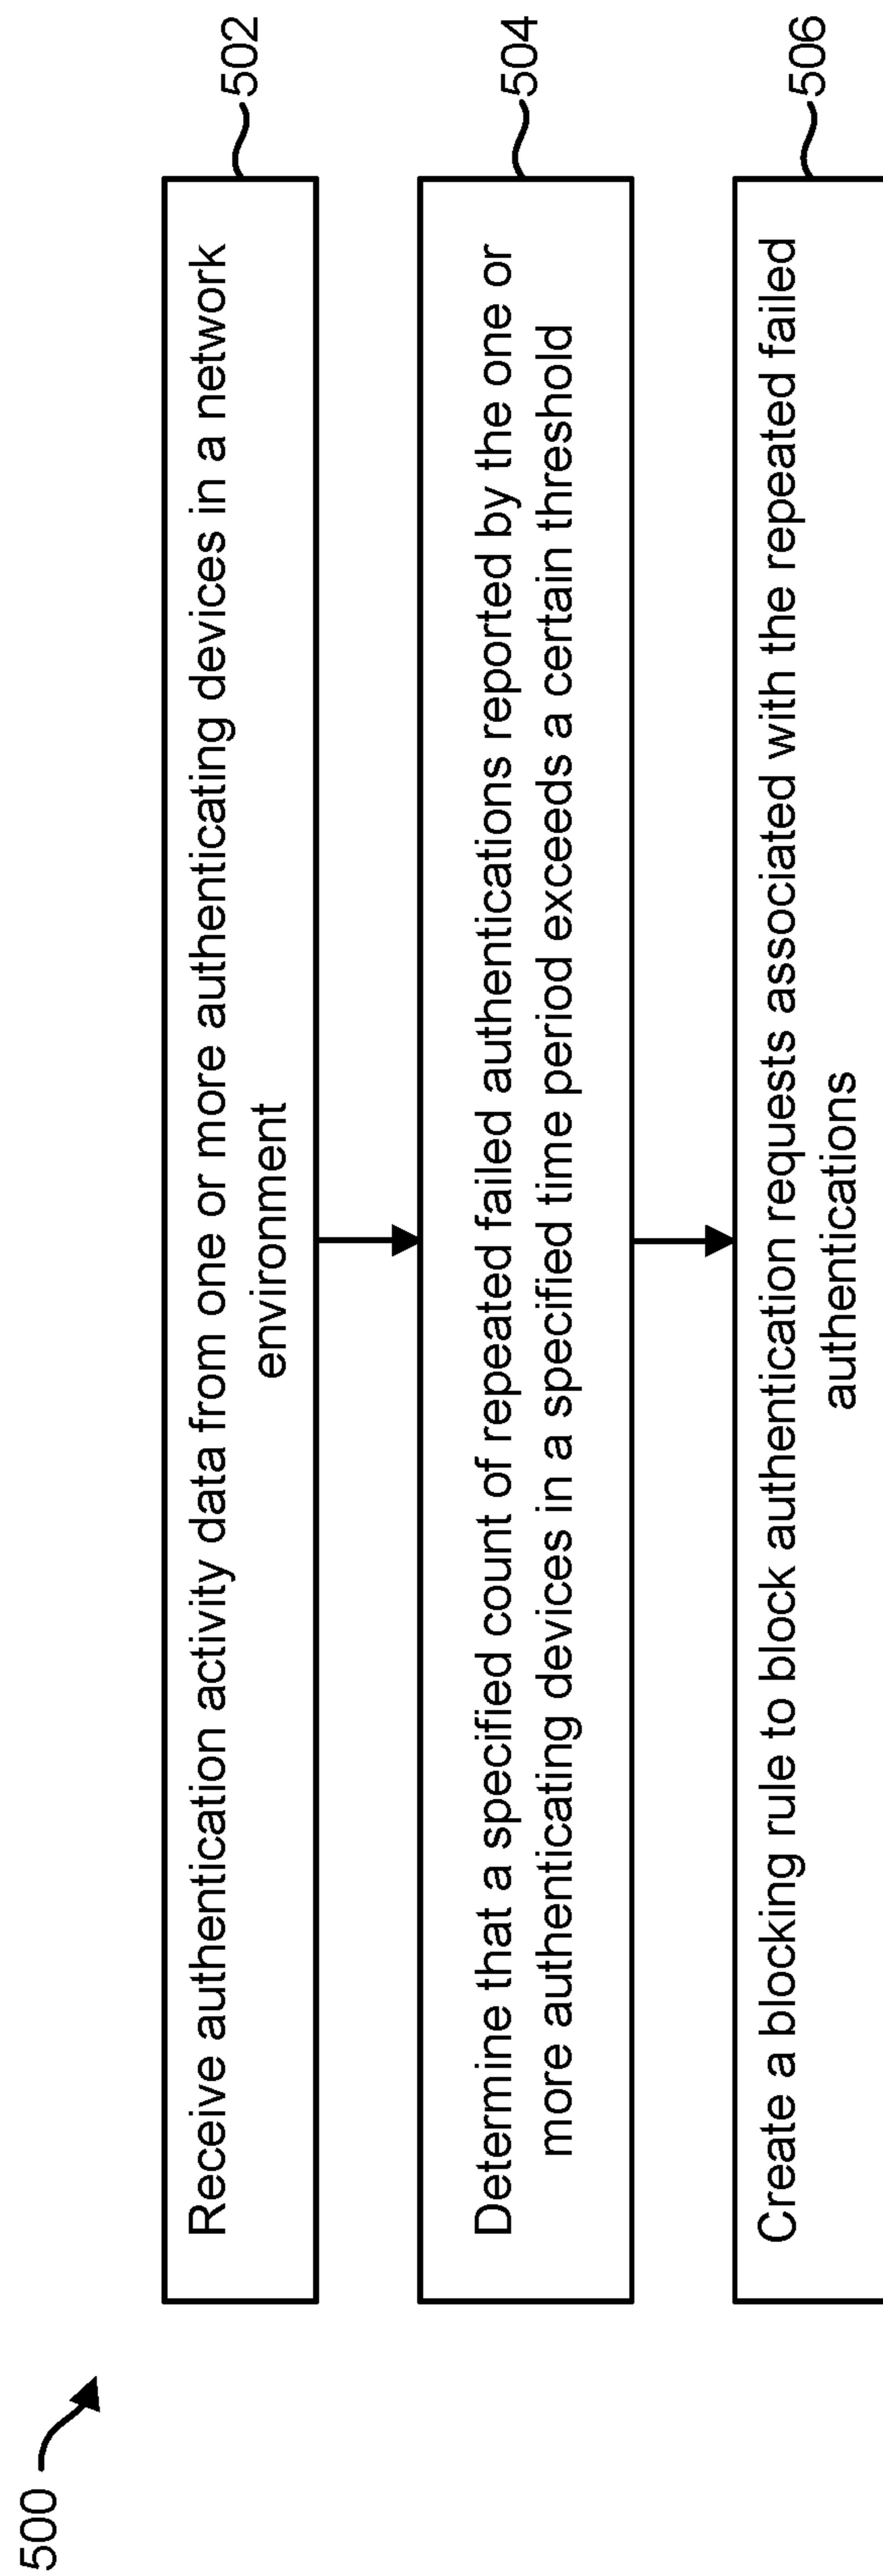 500
Receive authentication activity data from one or more authenticating devices in a network
environment
502
Determine that a specified count of repeated failed authentications reported by the one or
more authenticating devices in a specified time period exceeds a certain threshold
504
Create a blocking rule to block authentication requests associated with the repeated failed
authentications
506